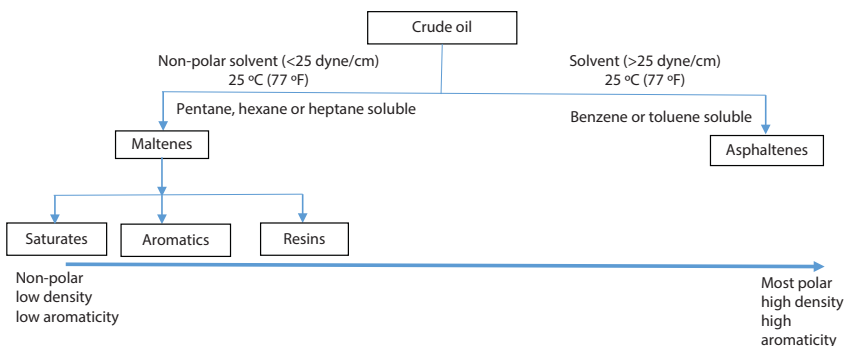 Crude oil
Non-polar solvent (<25 dyne/cm)
25 ºC (77 ºF)
Solvent (>25 dyne/cm)
25 ºC (77 ºF)
Pentane, hexane or heptane soluble
Benzene or toluene soluble
Maltenes
Asphaltenes
Saturates
Aromatics
Resins
Non-polar
low density
low aromaticity
Most polar
high density
high
aromaticity